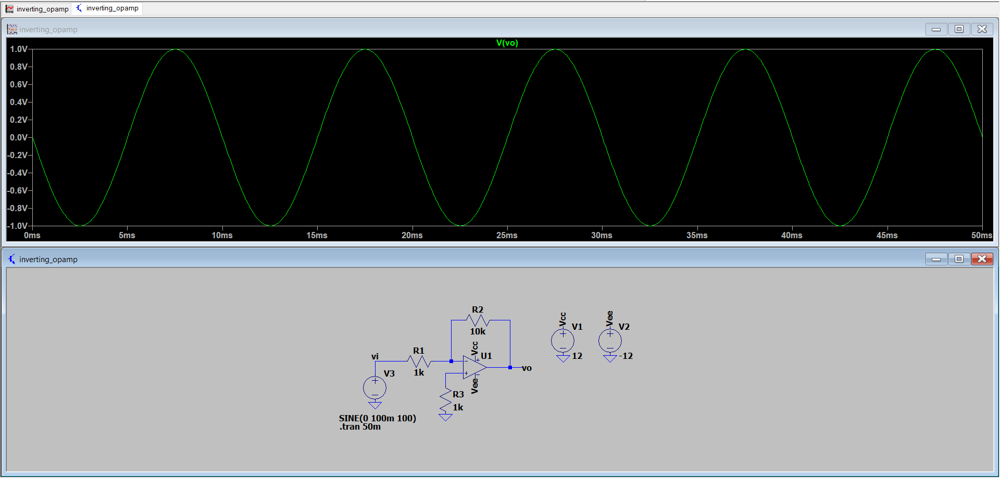 inverting_opamp inverting_opamp
inverting_opamp
V(vo)
1.0V
0.8V
0.6V
0.4V
0.2V
0.0V
-0.2V
-0.4V
-0.6V
-0.8V
-1.0V
0ms 5ms 10ms 15ms 20ms 25ms 30ms 35ms 40ms 45ms 50ms
inverting_opamp
R2
10k
Vcc
U1
R1
1k
vi
V3
vo
Vee
R3
1k
SINE(0 100m 100)
.tran 50m
Vcc
V1
12
Vee
V2
-12